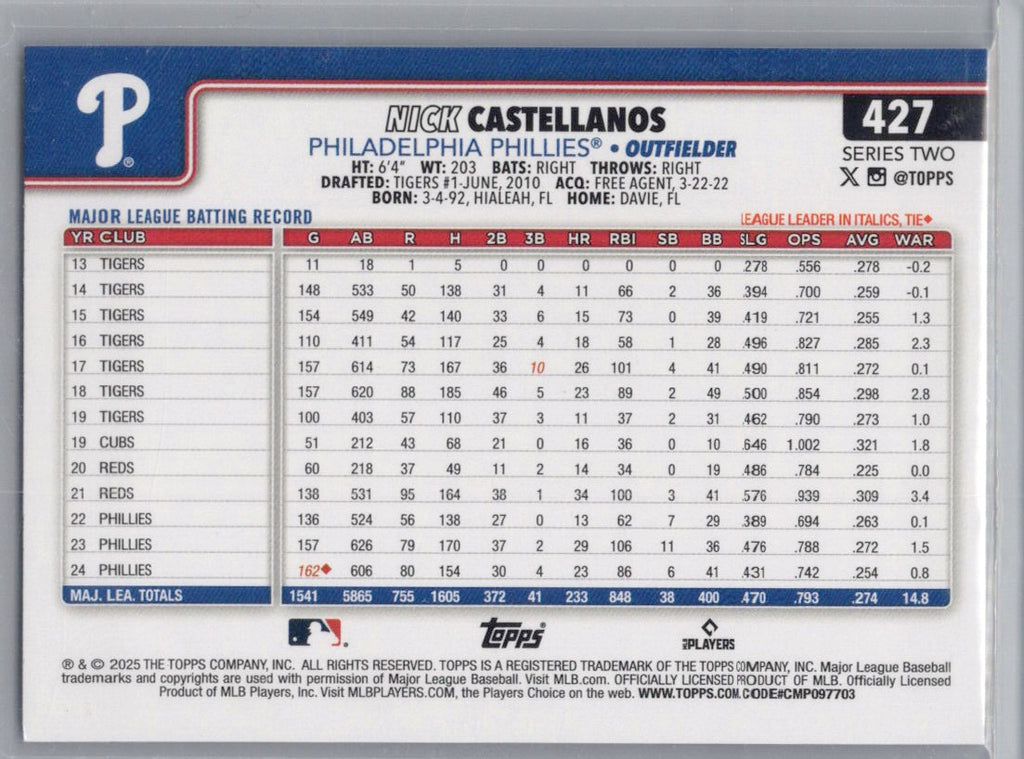 P®
NICK CASTELLANOS
427
PHILADELPHIA PHILLIES® • OUTFIELDER
SERIES TWO
HT: 6'4" WT: 203 BATS: RIGHT THROWS: RIGHT
X @TOPPS
DRAFTED: TIGERS #1-JUNE, 2010 ACQ: FREE AGENT, 3-22-22
BORN: 3-4-92, HIALEAH, FL HOME: DAVIE, FL
MAJOR LEAGUE BATTING RECORD LEAGUE LEADER IN ITALICS, TIE◆
YR CLUB G AB R H 2B 3B HR RBI SB BB SLG OPS AVG WAR
13 TIGERS 11 18 1 5 0 0 0 0 0 0 .278 .556 .278 -0.2
14 TIGERS 148 533 50 138 31 4 11 66 2 36 .394 .700 .259 -0.1
15 TIGERS 154 549 42 140 33 6 15 73 0 39 .419 .721 .255 1.3
16 TIGERS 110 411 54 117 25 4 18 58 1 28 .496 .827 .285 2.3
17 TIGERS 157 614 73 167 36 10 26 101 4 41 .490 .811 .272 0.1
18 TIGERS 157 620 88 185 46 5 23 89 2 49 .500 .854 .298 2.8
19 TIGERS 100 403 57 110 37 3 11 37 2 31 .462 .790 .273 1.0
19 CUBS 51 212 43 68 21 0 16 36 0 10 .646 1.002 .321 1.8
20 REDS 60 218 37 49 11 2 14 34 0 19 .486 .784 .225 0.0
21 REDS 138 531 95 164 38 1 34 100 3 41 .576 .939 .309 3.4
22 PHILLIES 136 524 56 138 27 0 13 62 7 29 .389 .694 .263 0.1
23 PHILLIES 157 626 79 170 37 2 29 106 11 36 .476 .788 .272 1.5
24 PHILLIES 162◆ 606 80 154 30 4 23 86 6 41 .431 .742 .254 0.8
MAJ. LEA. TOTALS 1541 5865 755 1605 372 41 233 848 38 400 .470 .793 .274 14.8
topps® PLAYERS
® & © 2025 THE TOPPS COMPANY, INC. ALL RIGHTS RESERVED. TOPPS IS A REGISTERED TRADEMARK OF THE TOPPS COMPANY, INC. Major League Baseball
trademarks and copyrights are used with permission of Major League Baseball. Visit MLB.com. OFFICIALLY LICENSED PRODUCT OF MLB. Officially Licensed
Product of MLB Players, Inc. Visit MLBPLAYERS.COM, the Players Choice on the web. WWW.TOPPS.COM. CODE#CMP097703